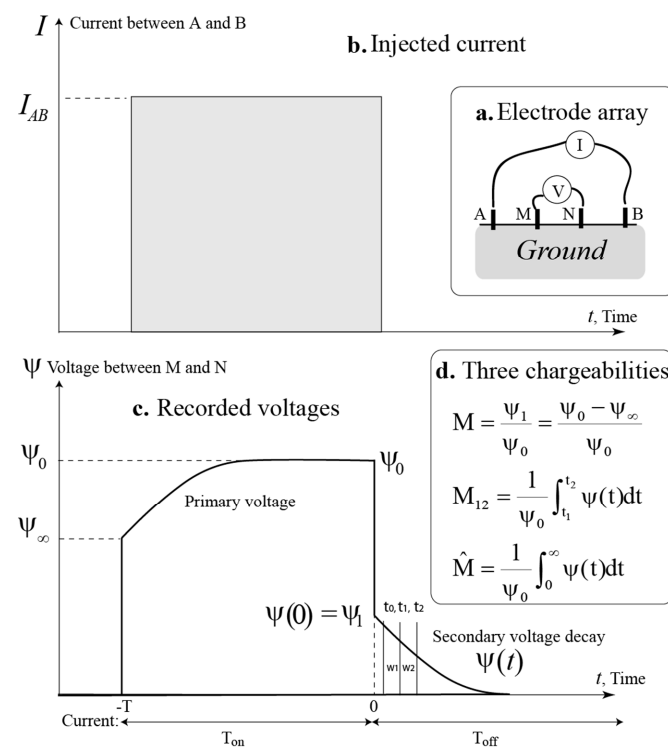 I Current between A and B
b. Injected current
I_AB
a. Electrode array
I
V
A M N B
Ground
t, Time
Ψ Voltage between M and N
c. Recorded voltages
Ψ₀
Ψ₀
Primary voltage
Ψ∞
Ψ(0) = Ψ₁
t₀, t₁, t₂
w1 w2
Secondary voltage decay
Ψ(t)
t, Time
-T 0
Current:
T_on T_off
d. Three chargeabilities
M = Ψ₁/Ψ₀ = (Ψ₀ − Ψ∞)/Ψ₀
M₁₂ = 1/Ψ₀ ∫_t₁^t₂ Ψ(t)dt
M̂ = 1/Ψ₀ ∫_0^∞ Ψ(t)dt